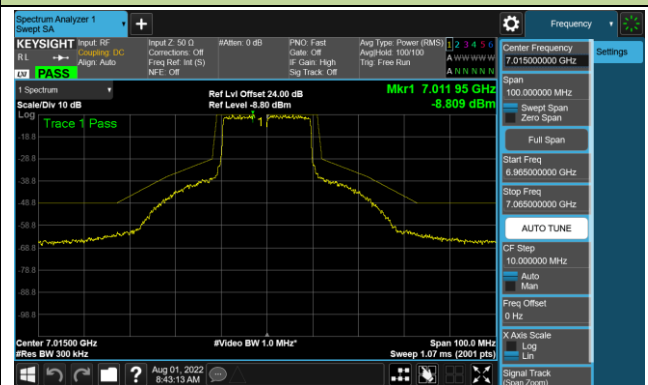 Spectrum Analyzer 1
Swept SA
Frequency
KEYSIGHT
Input: RF
Coupling: DC
Align: Auto
Input Z: 50 Ω
Corrections: Off
Freq Ref: Int (S)
NFE: Off
#Atten: 0 dB
PNO: Fast
Gate: Off
IF Gain: High
Sig Track: Off
Avg Type: Power (RMS)
Avg|Hold: 100/100
Trig: Free Run
1 2 3 4 5 6
A W W W W W
A N N N N N
R L
LXI
PASS
1 Spectrum
Scale/Div 10 dB
Ref Lvl Offset 24.00 dB
Ref Level -8.80 dBm
Mkr1 7.011 95 GHz
-8.809 dBm
Log
Trace 1 Pass
1
-18.8
-28.8
-38.8
-48.8
-58.8
-68.8
-78.8
-88.8
-98.8
Center 7.01500 GHz
#Res BW 300 kHz
#Video BW 1.0 MHz*
Span 100.0 MHz
Sweep 1.07 ms (2001 pts)
Aug 01, 2022
8:43:13 AM
Center Frequency
7.015000000 GHz
Settings
Span
100.000000 MHz
Swept Span
Zero Span
Full Span
Start Freq
6.965000000 GHz
Stop Freq
7.065000000 GHz
AUTO TUNE
CF Step
10.000000 MHz
Auto
Man
Freq Offset
0 Hz
X Axis Scale
Log
Lin
Signal Track
(Span Zoom)